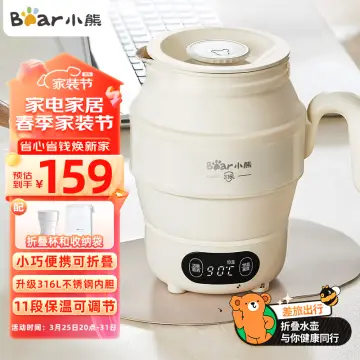 Bear小熊
家装节
家电家居
春季家装节
省心省钱焕新家
预估
到手价
159
配
折叠杯和收纳袋
小巧便携可折叠
升级316L不锈钢内胆
11段保温可调节
活动时间：3月25日20点-31日
Bear小熊
316L
90℃
差旅出行
折叠水壶
与你健康同行